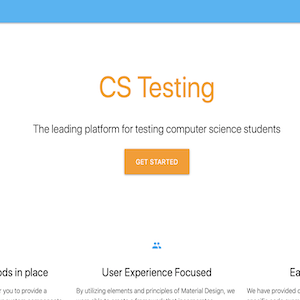 CS Testing
The leading platform for testing computer science students
GET STARTED
ods in place
User Experience Focused
Ea
r you to provide a
By utilizing elements and principles of Material Design, we
We have provided